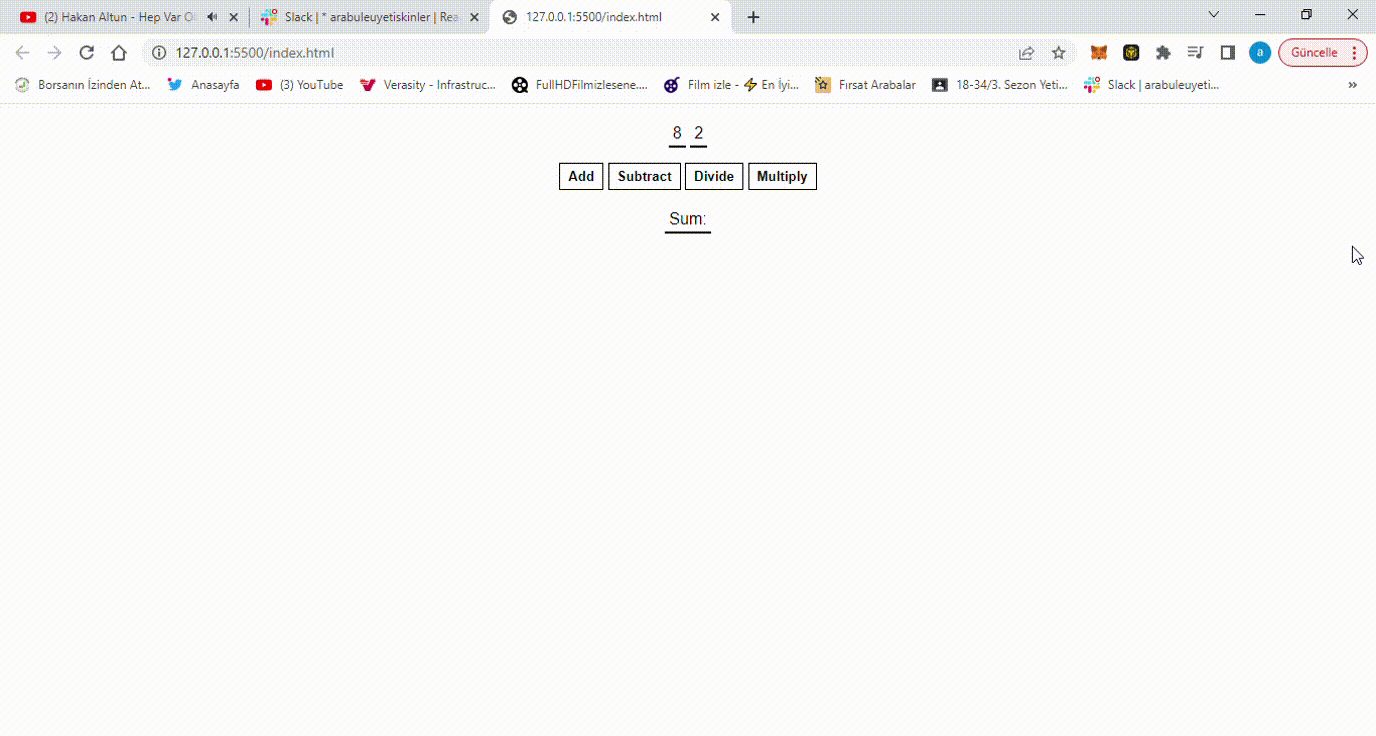 (2) Hakan Altun - Hep Var O
Slack | * arabuleuyetiskinler | Rea
127.0.0.1:5500/index.html
127.0.0.1:5500/index.html
a
Güncelle
Borsanın İzinden At...
Anasayfa
(3) YouTube
Verasity - Infrastruc...
FullHDFilmizlesene....
Film izle - ⚡ En İyi...
Fırsat Arabalar
18-34/3. Sezon Yeti...
Slack | arabuleuyeti...
»
8 2
Add Subtract Divide Multiply
Sum: